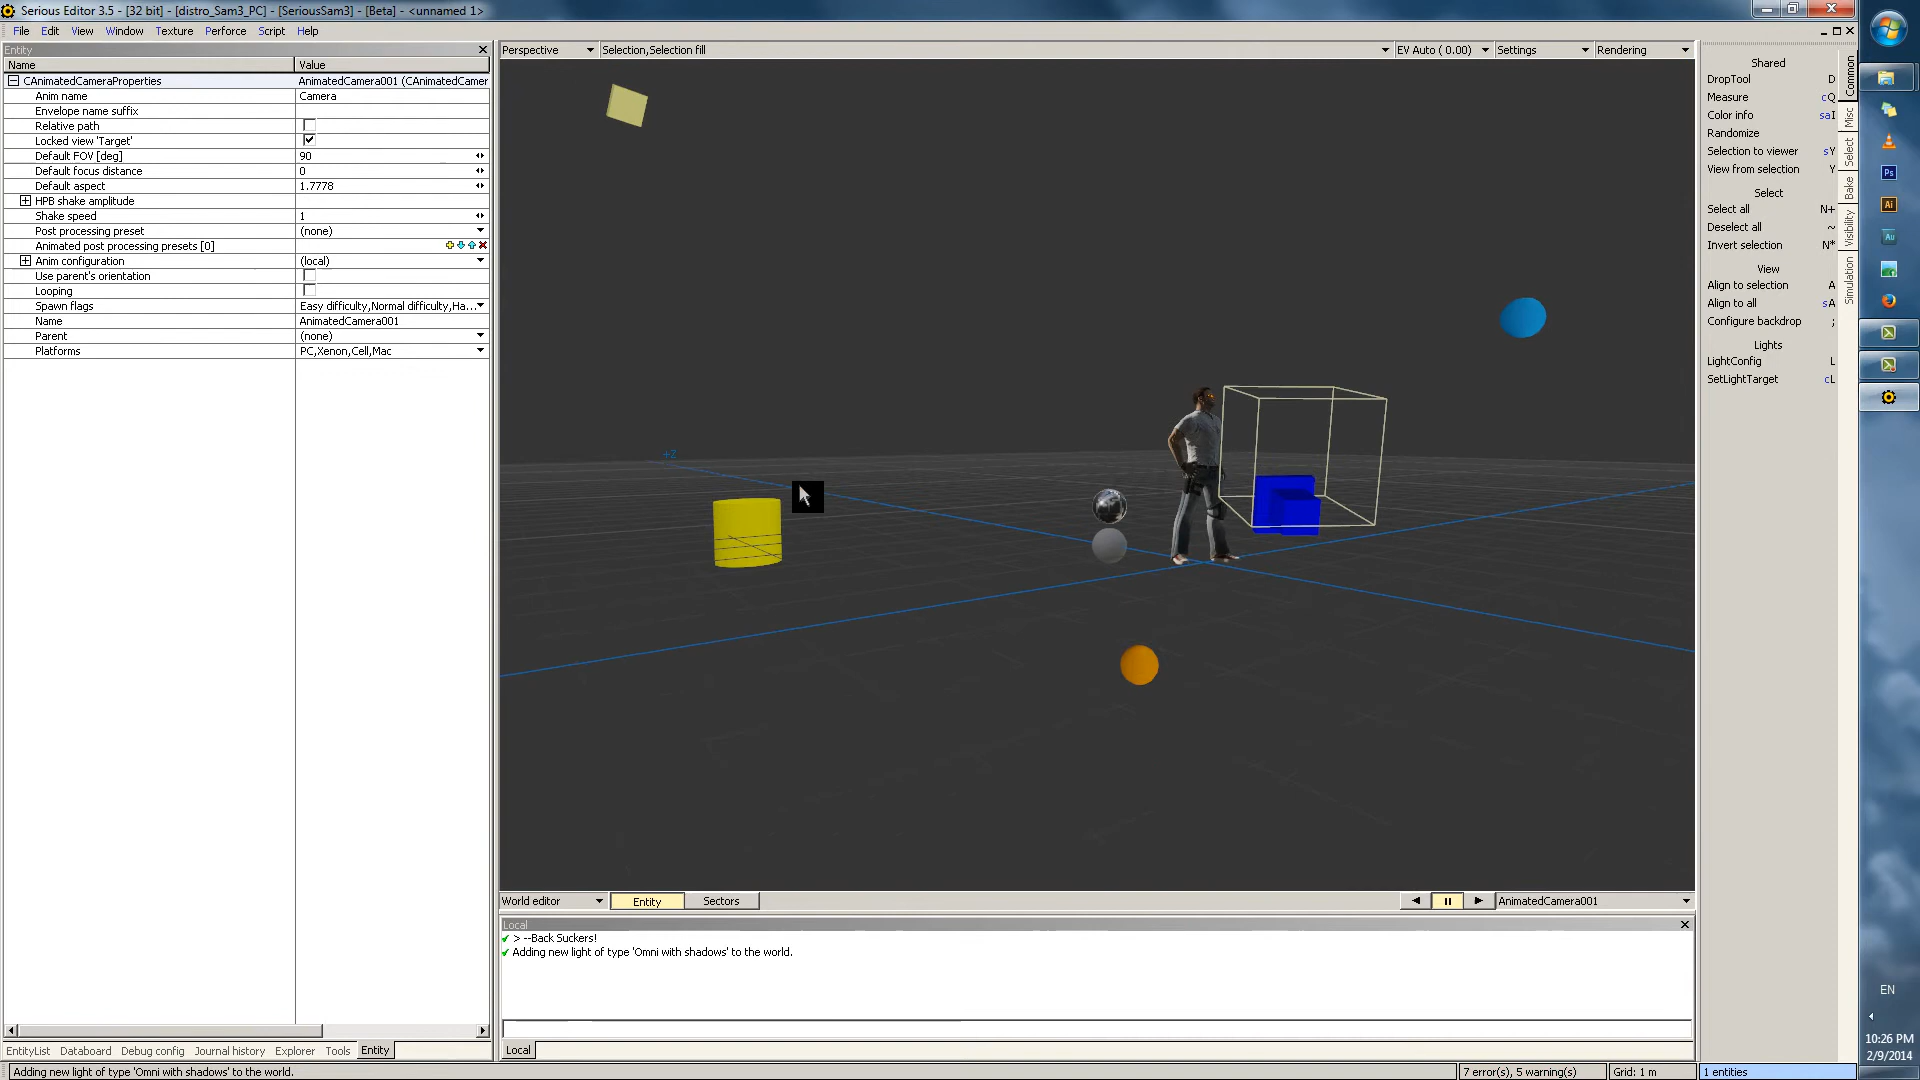 Serious Editor 3.5 - [32 bit] - [distro_Sam3_PC] - [SeriousSam3] - [Beta] - <unnamed 1>
File Edit View Window Texture Perforce Script Help
Entity
Name Value
CAnimatedCameraProperties AnimatedCamera001 (CAnimatedCamer
Anim name Camera
Envelope name suffix
Relative path
Locked view 'Target'
Default FOV [deg] 90
Default focus distance 0
Default aspect 1.7778
HPB shake amplitude
Shake speed 1
Post processing preset (none)
Animated post processing presets [0]
Anim configuration (local)
Use parent's orientation
Looping
Spawn flags Easy difficulty,Normal difficulty,Ha...
Name AnimatedCamera001
Parent (none)
Platforms PC,Xenon,Cell,Mac
EntityList Databoard Debug config Journal history Explorer Tools Entity
Perspective Selection,Selection fill EV Auto ( 0.00) Settings Rendering
+Z
World editor Entity Sectors AnimatedCamera001
Local
> --Back Suckers!
Adding new light of type 'Omni with shadows' to the world.
Local
Shared
DropTool D
Measure cQ
Color info saI
Randomize
Selection to viewer sY
View from selection Y
Select
Select all N+
Deselect all ~
Invert selection N*
View
Align to selection A
Align to all sA
Configure backdrop ;
Lights
LightConfig L
SetLightTarget cL
Common
Misc
Select
Bake
Visibility
Simulation
Ps
Ai
Au
EN
10:26 PM
2/9/2014
Adding new light of type 'Omni with shadows' to the world. 7 error(s), 5 warning(s) Grid: 1 m 1 entities